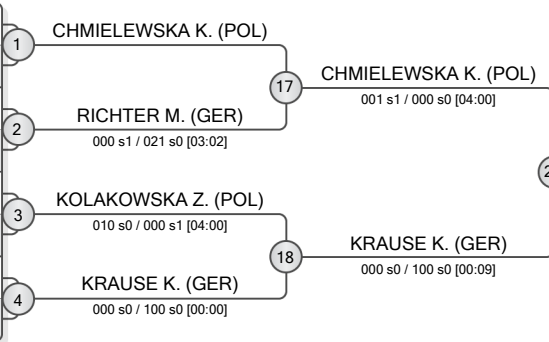 CHMIELEWSKA K. (POL)
1
17
CHMIELEWSKA K. (POL)
001 s1 / 000 s0 [04:00]
RICHTER M. (GER)
2
000 s1 / 021 s0 [03:02]
KOLAKOWSKA Z. (POL)
3
010 s0 / 000 s1 [04:00]
18
KRAUSE K. (GER)
000 s0 / 100 s0 [00:09]
KRAUSE K. (GER)
4
000 s0 / 100 s0 [00:00]